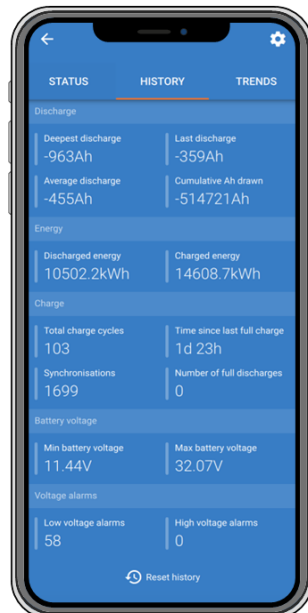 STATUS HISTORY TRENDS
Discharge
Deepest discharge Last discharge
-963Ah -359Ah
Average discharge Cumulative Ah drawn
-455Ah -514721Ah
Energy
Discharged energy Charged energy
10502.2kWh 14608.7kWh
Charge
Total charge cycles Time since last full charge
103 1d 23h
Synchronisations Number of full discharges
1699 0
Battery voltage
Min battery voltage Max battery voltage
11.44V 32.07V
Voltage alarms
Low voltage alarms High voltage alarms
58 0
Reset history